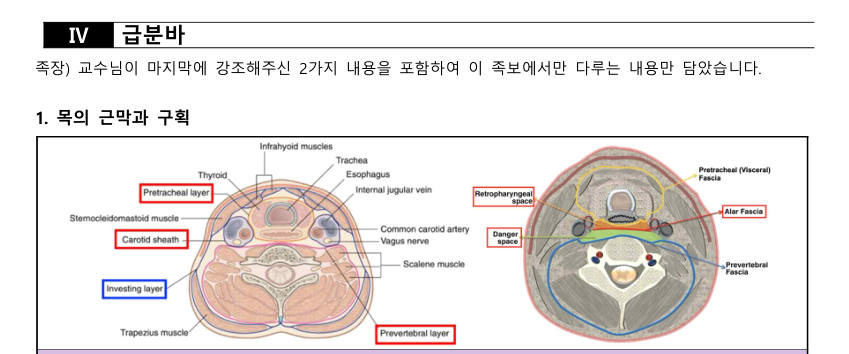 IV 급분바
족장) 교수님이 마지막에 강조해주신 2가지 내용을 포함하여 이 족보에서만 다루는 내용만 담았습니다.
1. 목의 근막과 구획
Infrahyoid muscles
Trachea
Thyroid
Esophagus
Pretracheal layer
Internal jugular vein
Sternocleidomastoid muscle
Common carotid artery
Carotid sheath
Vagus nerve
Scalene muscle
Investing layer
Trapezius muscle
Prevertebral layer
Pretracheal (Visceral)
Fascia
Retropharyngeal
space
Alar Fascia
Danger
space
Prevertebral
Fascia